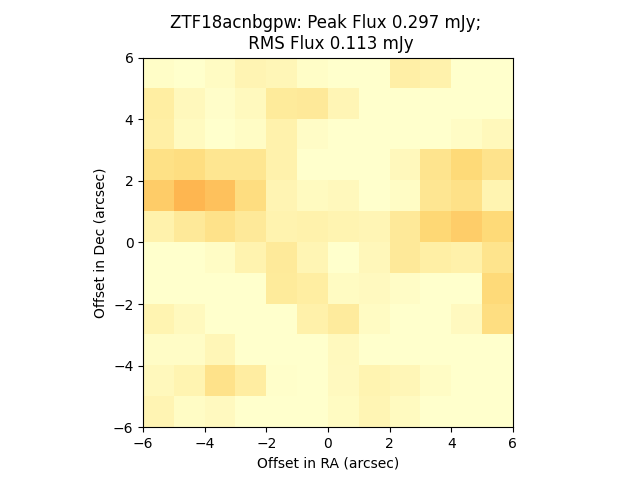 ZTF18acnbgpw: Peak Flux 0.297 mJy;
RMS Flux 0.113 mJy
6
4
2
0
−2
−4
−6
Offset in Dec (arcsec)
−6 −4 −2 0 2 4 6
Offset in RA (arcsec)